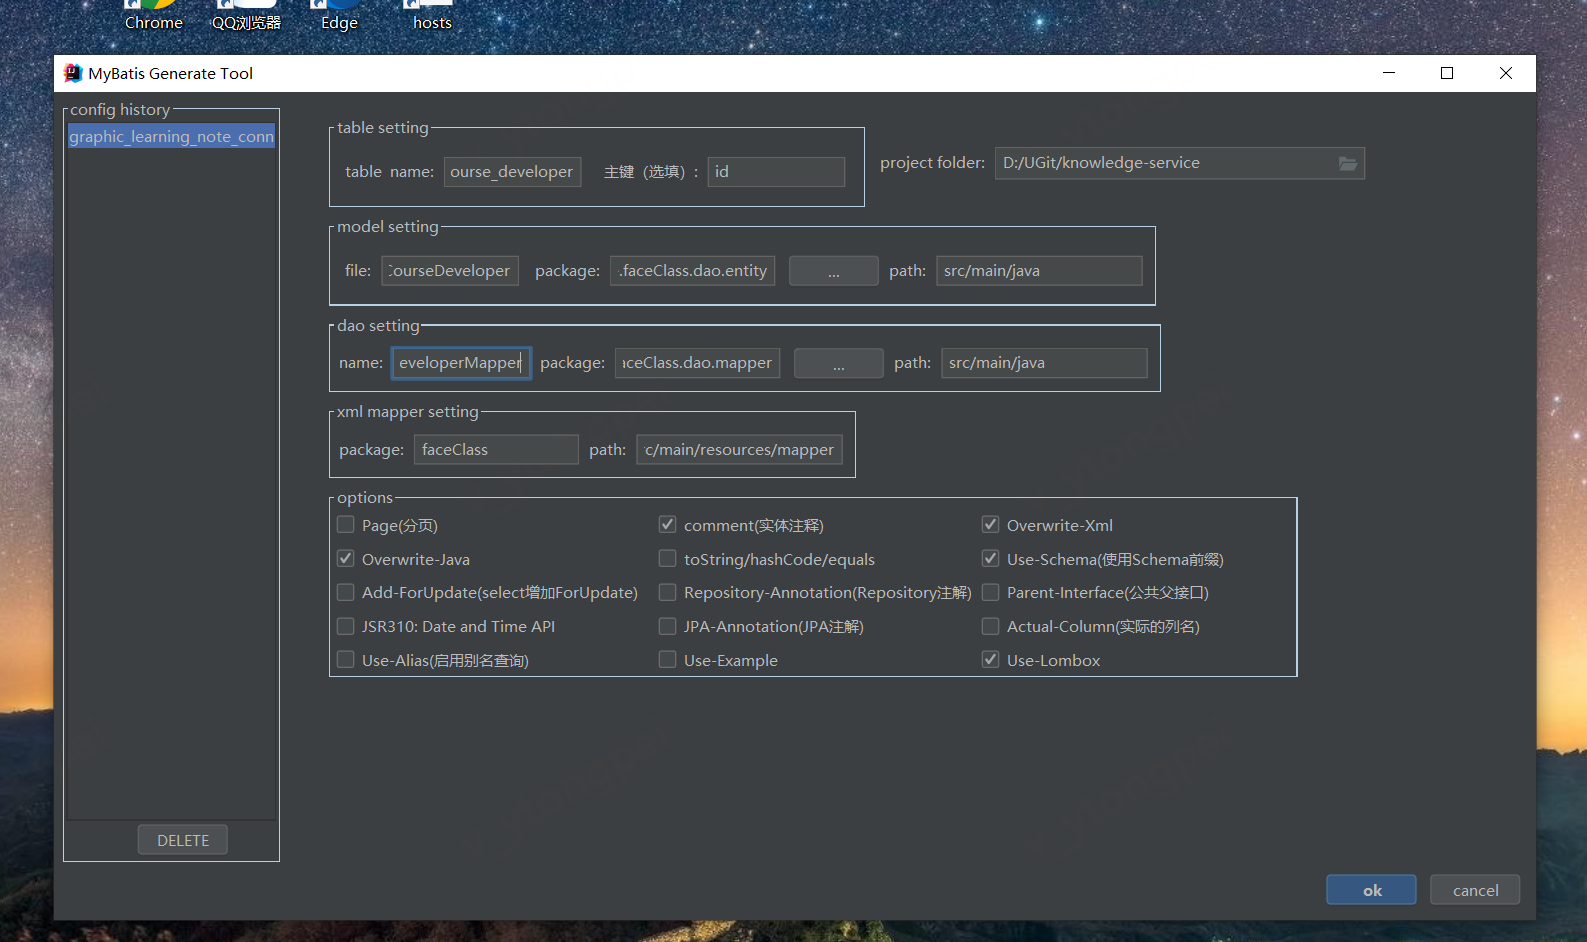 Chrome QQ浏览器 Edge hosts
MyBatis Generate Tool
config history
graphic_learning_note_conn
DELETE
table setting
table name: ourse_developer 主键（选填）: id
project folder: D:/UGit/knowledge-service
model setting
file: CourseDeveloper package: .faceClass.dao.entity ... path: src/main/java
dao setting
name: eveloperMapper package: aceClass.dao.mapper ... path: src/main/java
xml mapper setting
package: faceClass path: rc/main/resources/mapper
options
Page(分页) comment(实体注释) Overwrite-Xml
Overwrite-Java toString/hashCode/equals Use-Schema(使用Schema前缀)
Add-ForUpdate(select增加ForUpdate) Repository-Annotation(Repository注解) Parent-Interface(公共父接口)
JSR310: Date and Time API JPA-Annotation(JPA注解) Actual-Column(实际的列名)
Use-Alias(启用别名查询) Use-Example Use-Lombox
ok cancel